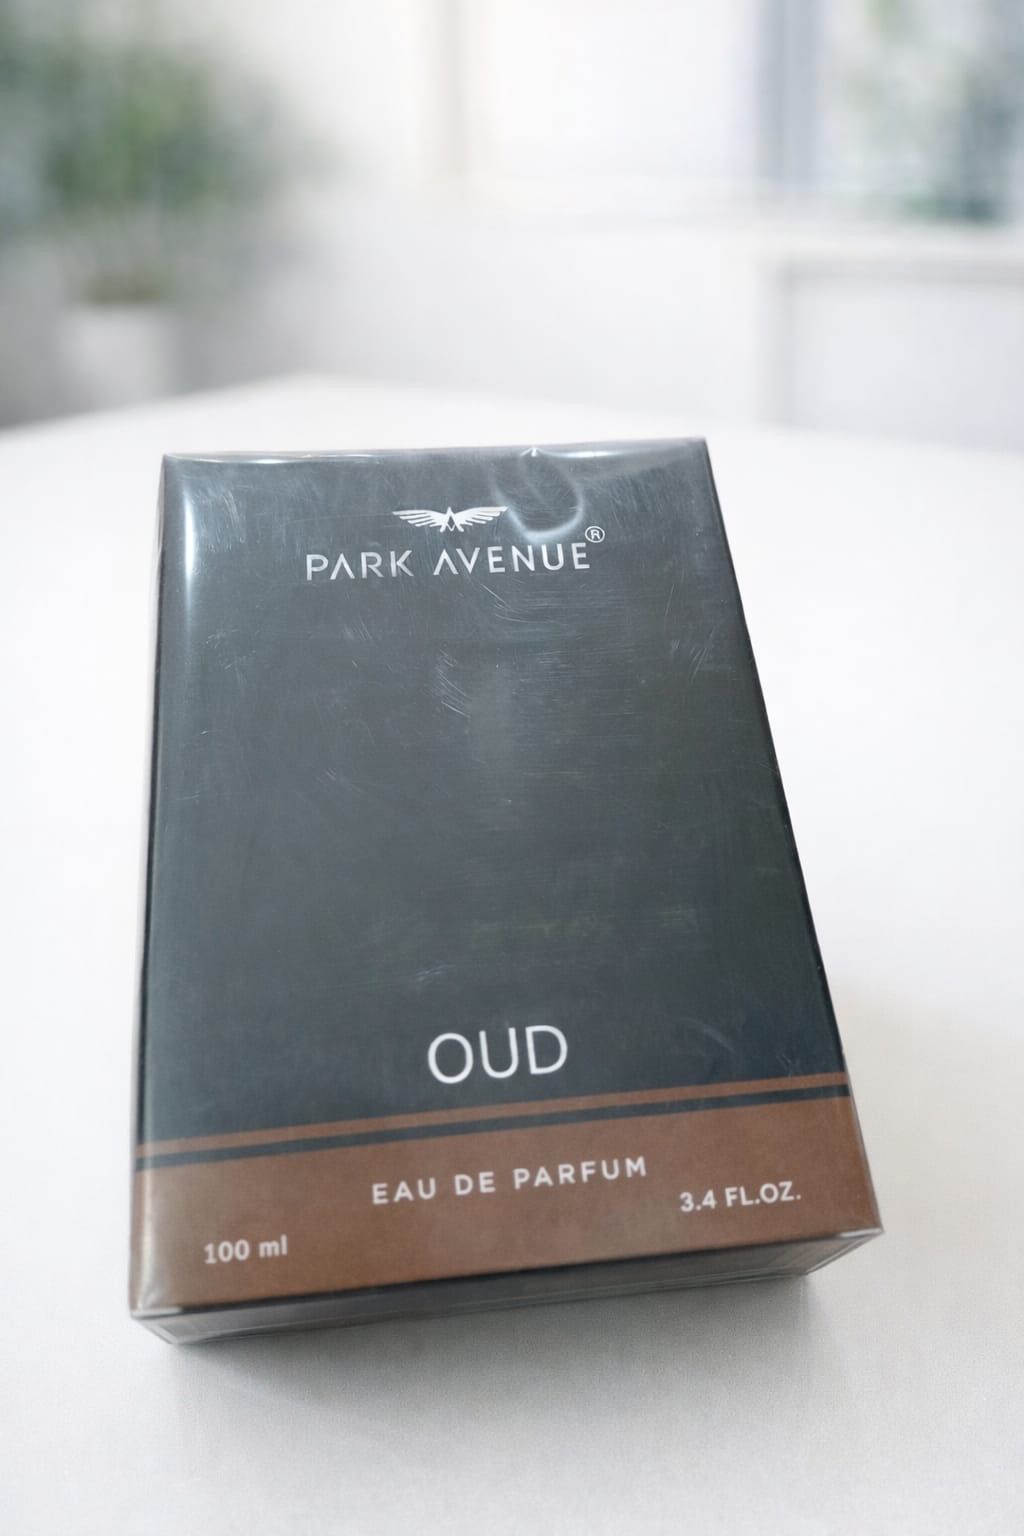 PARK AVENUE®
OUD
EAU DE PARFUM
3.4 FL.OZ.
100 ml